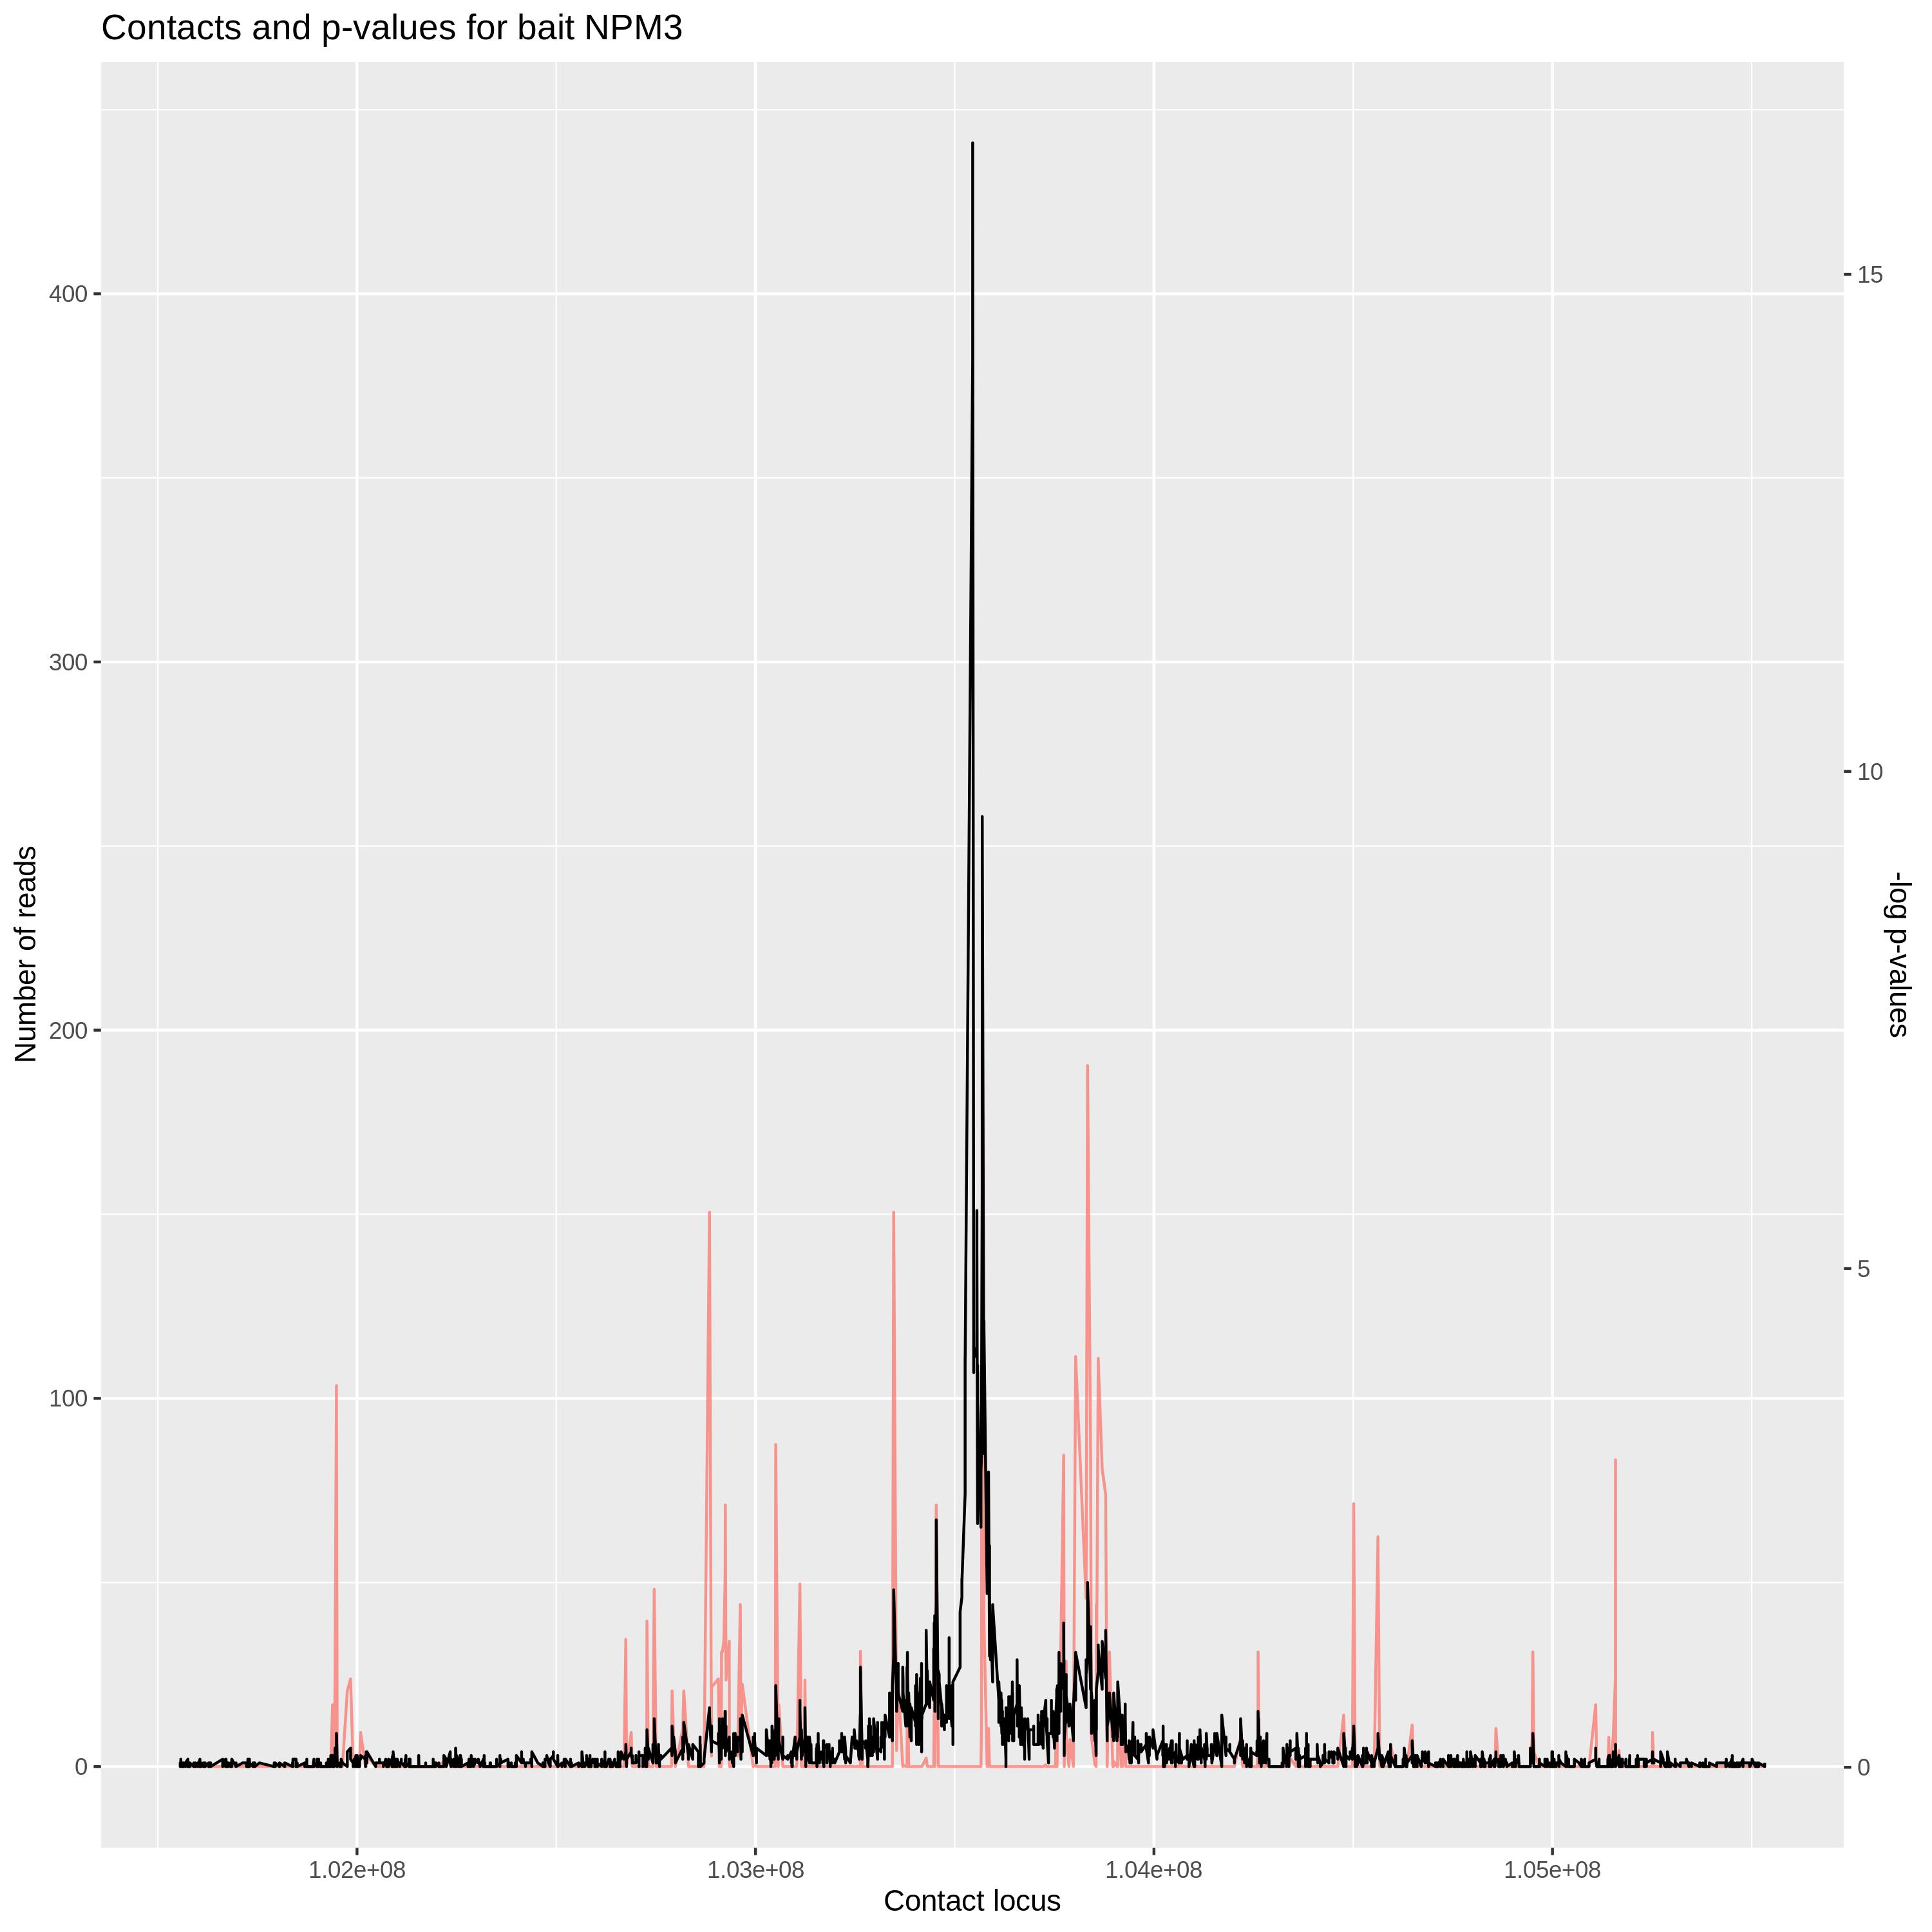 Contacts and p-values for bait NPM3
400
300
200
100
0
Number of reads
15
10
5
0
-log p-values
1.02e+08
1.03e+08
1.04e+08
1.05e+08
Contact locus